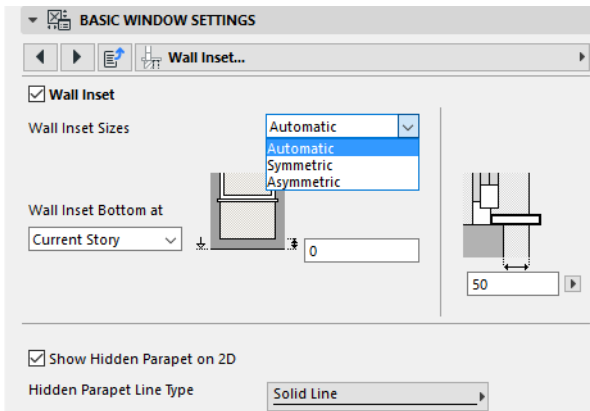 BASIC WINDOW SETTINGS
Wall Inset...
Wall Inset
Wall Inset Sizes
Automatic
Automatic
Symmetric
Asymmetric
Wall Inset Bottom at
Current Story
0
50
Show Hidden Parapet on 2D
Hidden Parapet Line Type
Solid Line